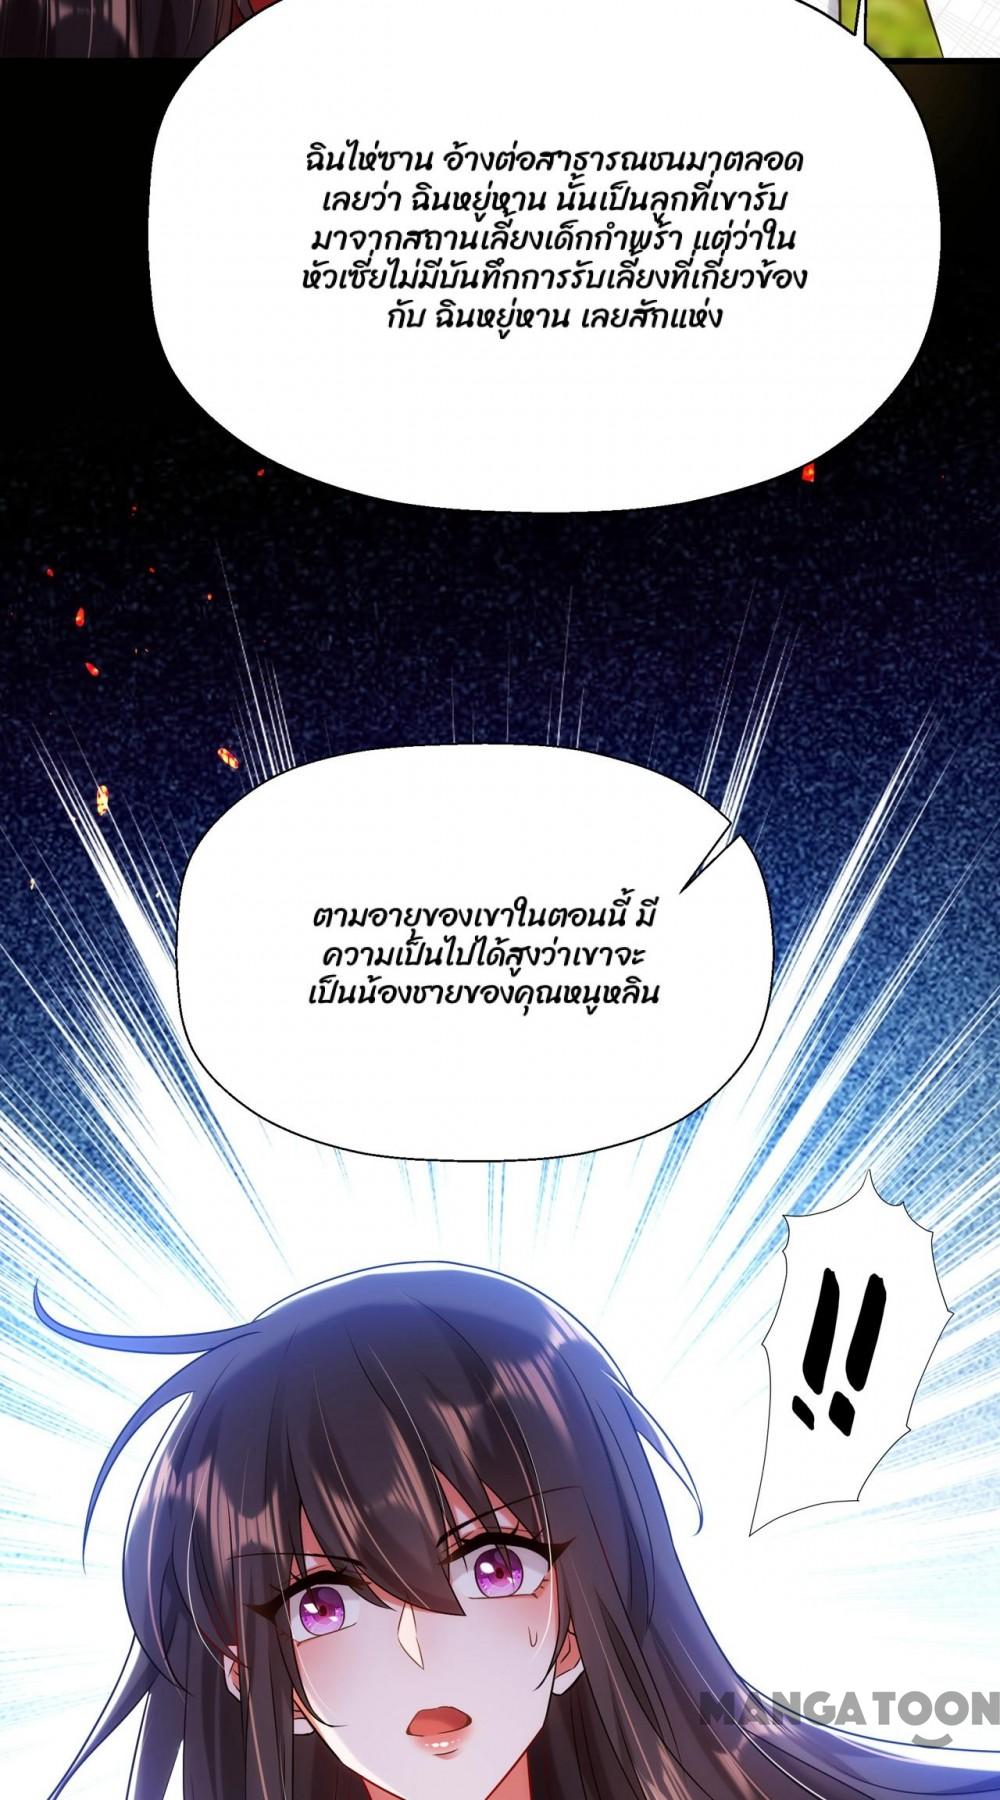 ฉินไห่ซาน อ้างต่อสาธารณชนมาตลอด
เลยว่า ฉินหยู่หาน นั้นเป็นลูกที่เขารับ
มาจากสถานเลี้ยงเด็กกำพร้า แต่ว่าใน
หัวเซี่ยไม่มีบันทึกการรับเลี้ยงที่เกี่ยวข้อง
กับ ฉินหยู่หาน เลยสักแห่ง
ตามอายุของเขาในตอนนี้ มี
ความเป็นไปได้สูงว่าเขาจะ
เป็นน้องชายของคุณหนูหลิน
!!
MANGATOON